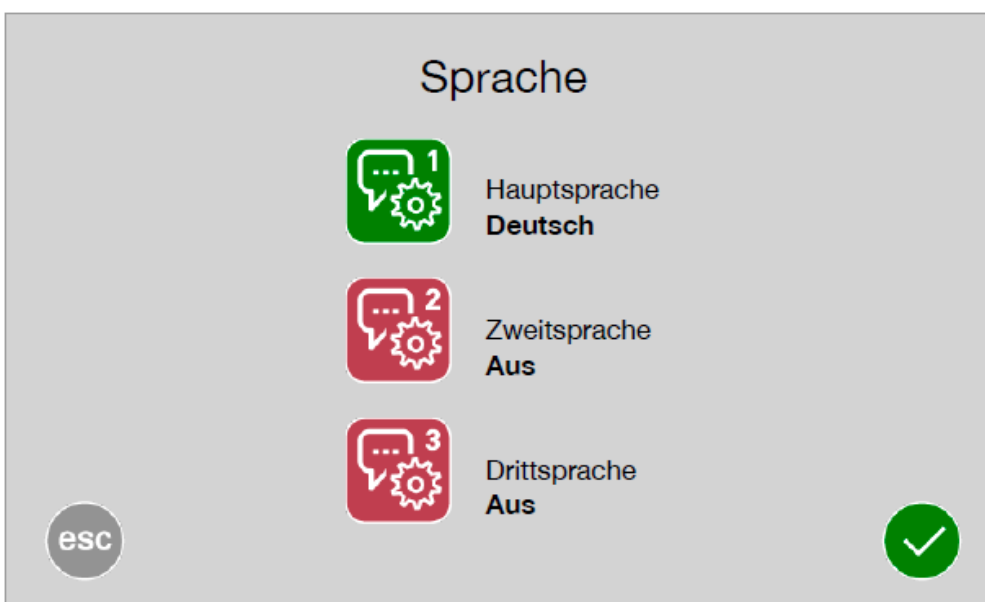 Sprache
1
Hauptsprache
Deutsch
2
Zweitsprache
Aus
3
Drittsprache
Aus
esc